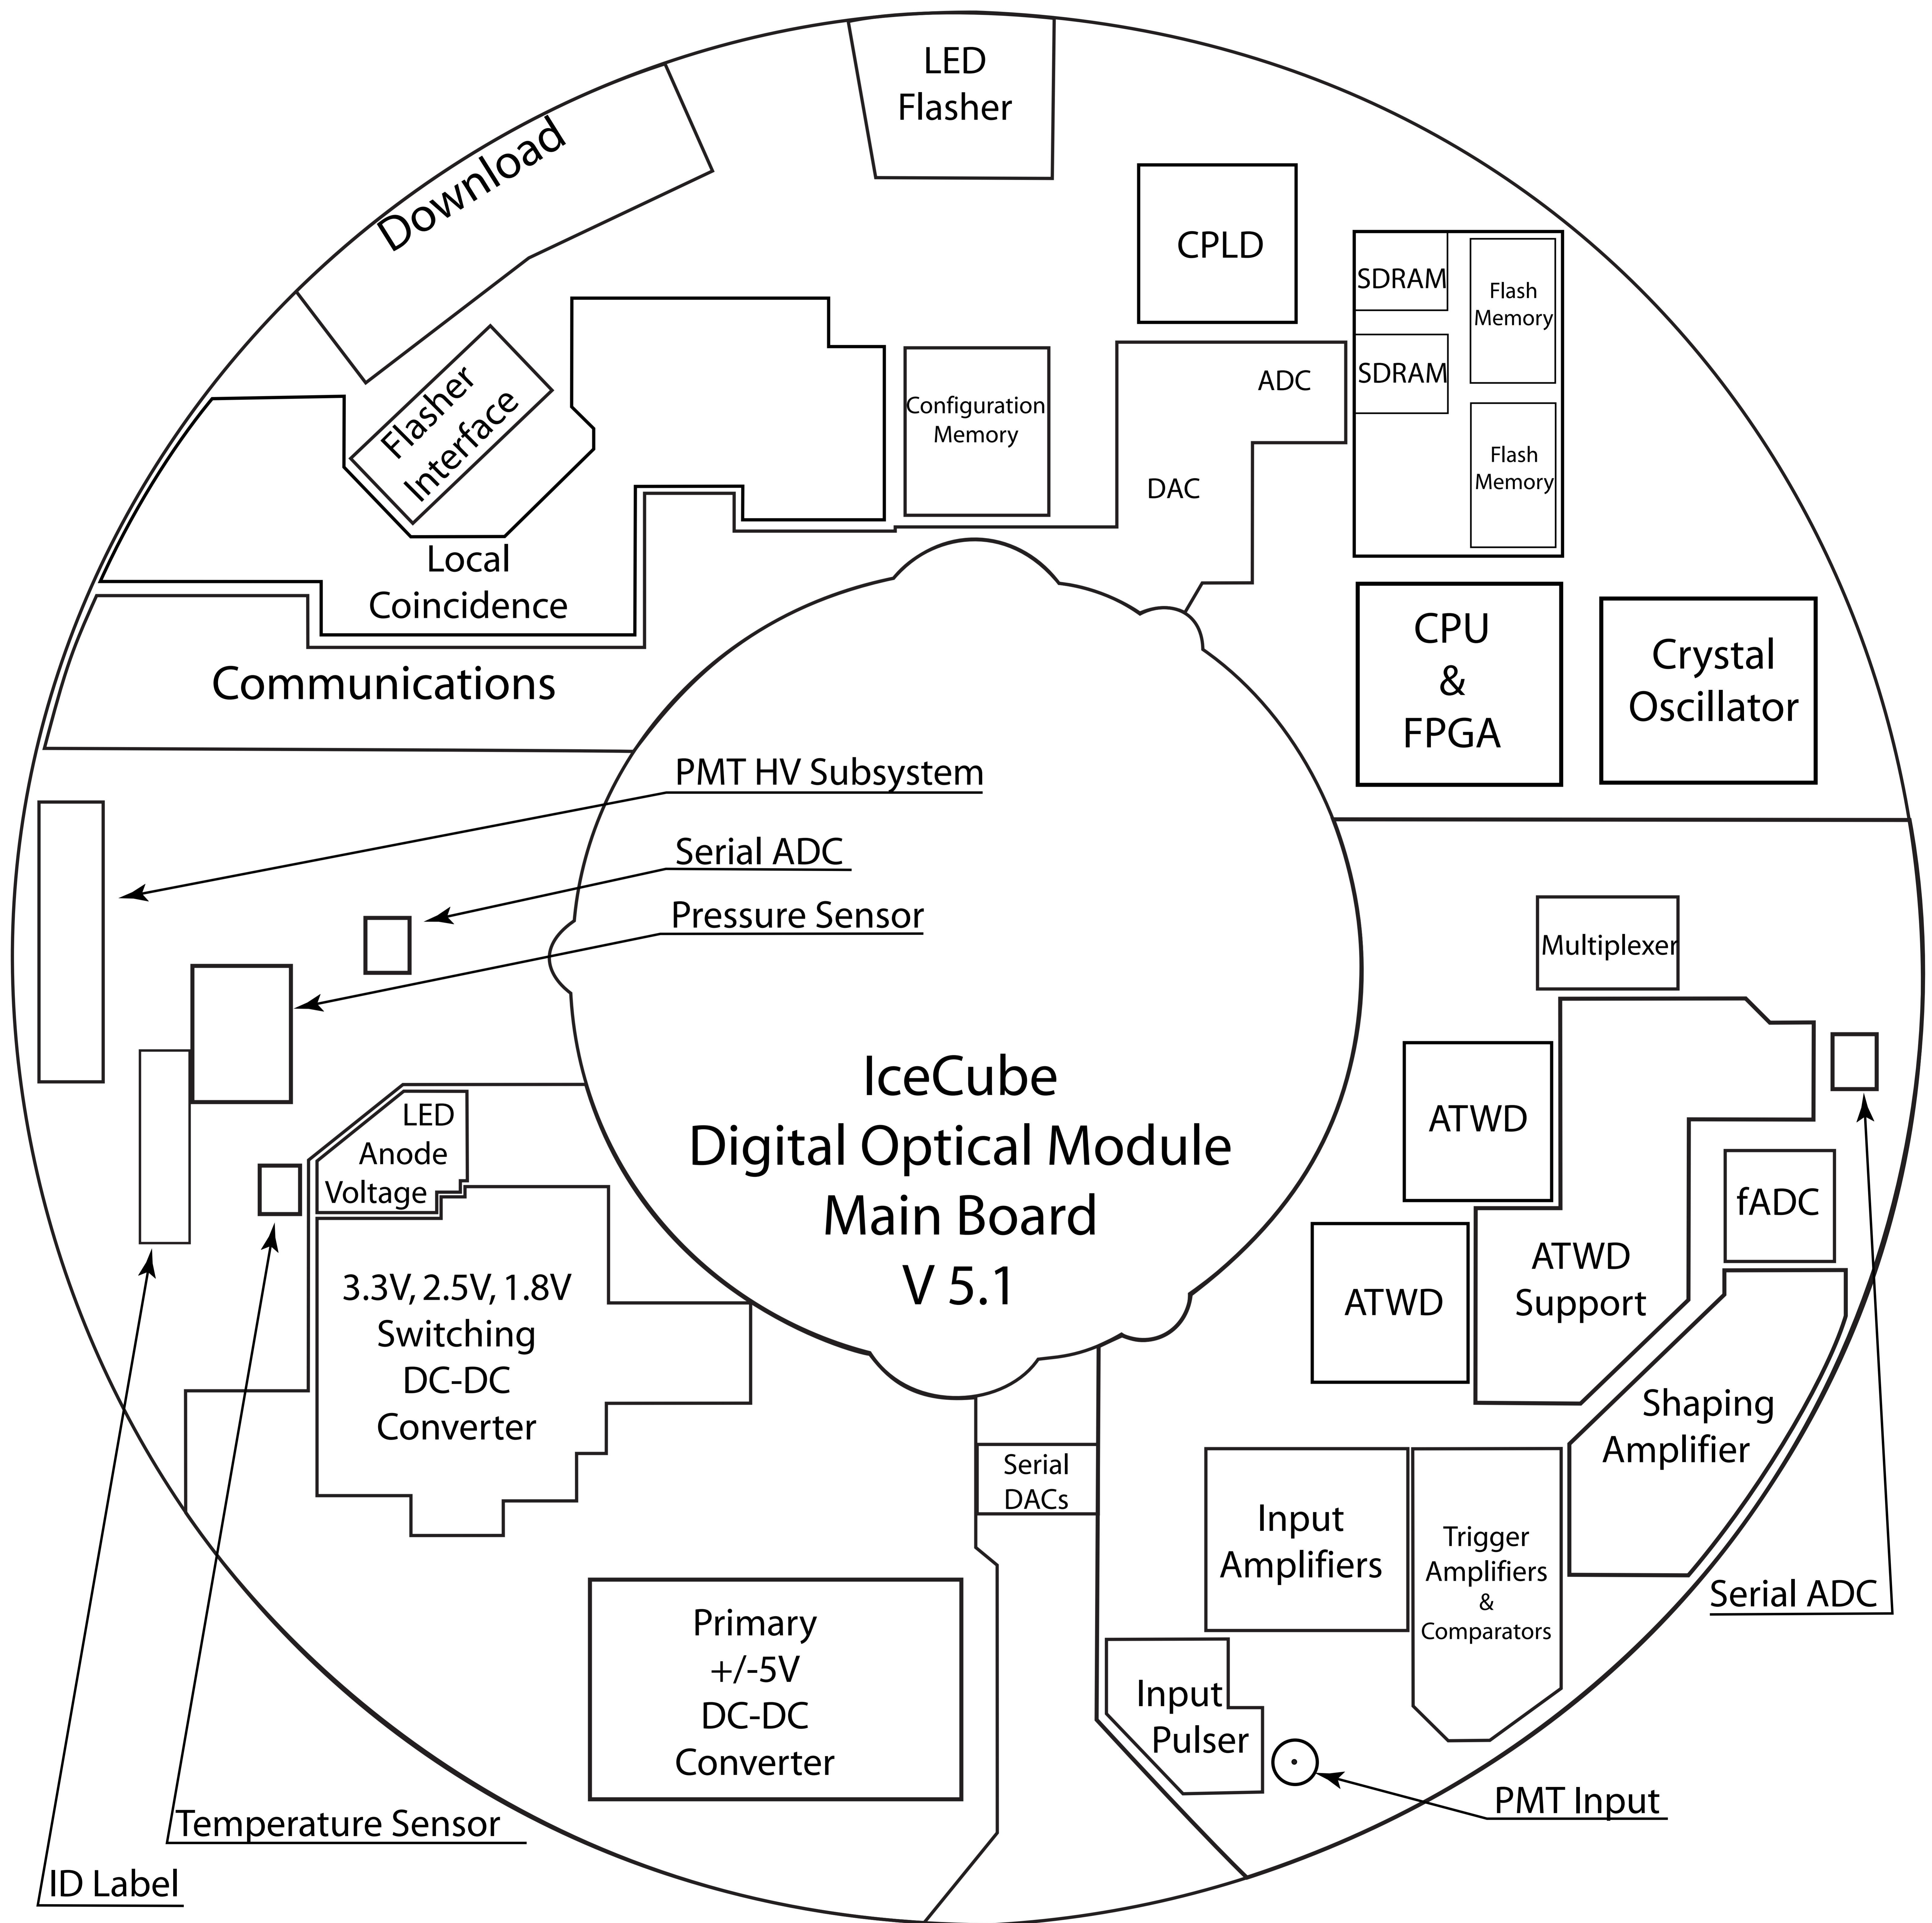 LED
Flasher
Download
CPLD
SDRAM
Flash
Memory
SDRAM
Flash
Memory
ADC
DAC
Configuration
Memory
Flasher
Interface
Local
Coincidence
Communications
CPU
&
FPGA
Crystal
Oscillator
PMT HV Subsystem
Serial ADC
Pressure Sensor
IceCube
Digital Optical Module
Main Board
V 5.1
Multiplexer
ATWD
ATWD
ATWD
Support
fADC
Shaping
Amplifier
LED
Anode
Voltage
3.3V, 2.5V, 1.8V
Switching
DC-DC
Converter
Serial
DACs
Input
Amplifiers
Trigger
Amplifiers
&
Comparators
Serial ADC
Primary
+/-5V
DC-DC
Converter
Input
Pulser
PMT Input
Temperature Sensor
ID Label